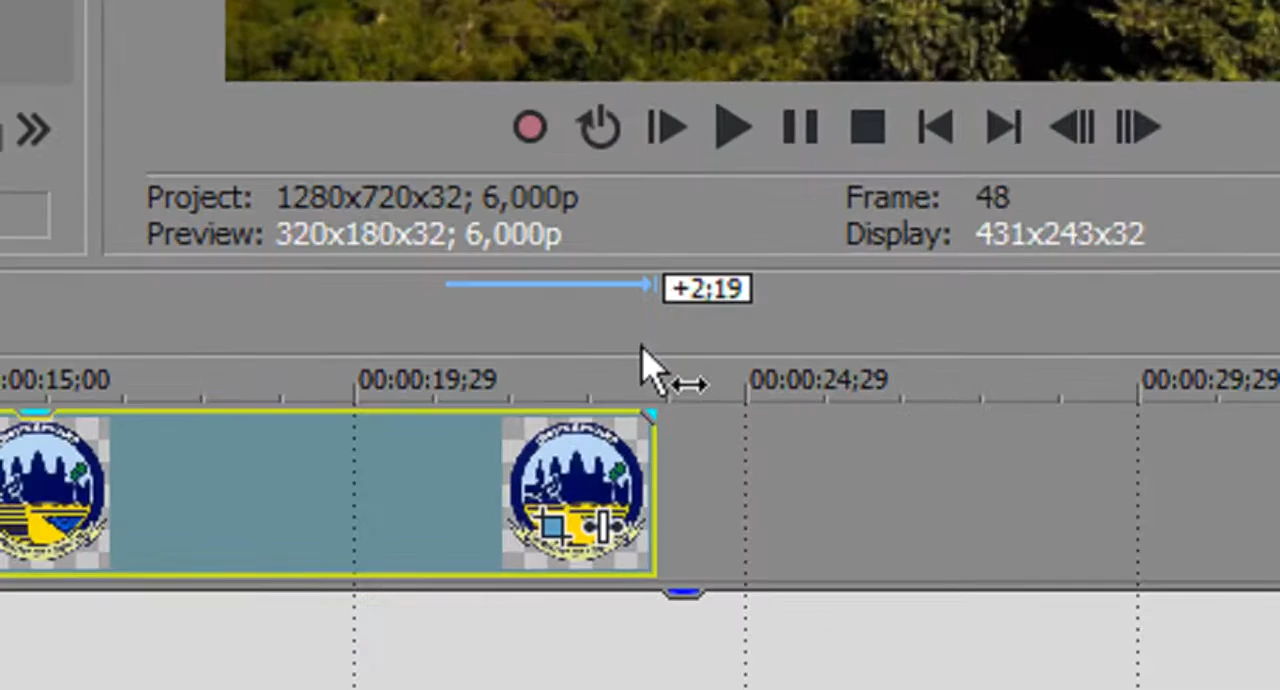 Project: 1280x720x32; 6,000p
Frame: 48
Preview: 320x180x32; 6,000p
Display: 431x243x32
+2;19
:00:15;00
00:00:19;29
00:00:24;29
00:00:29;29